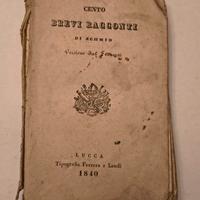 CENTO
BREVI RACCONTI
DI SCHMID
Versione dal Tedesco
LUCCA
Tipografia Ferrara e Landi
1840